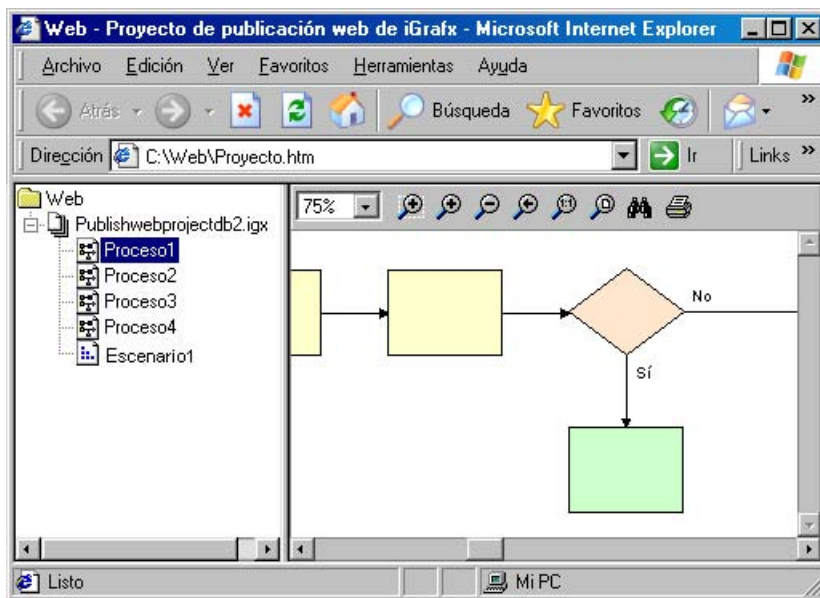 Web - Proyecto de publicación web de iGrafx - Microsoft Internet Explorer
Archivo Edición Ver Favoritos Herramientas Ayuda
Atrás Búsqueda Favoritos »
Dirección C:\Web\Proyecto.htm Ir Links »
Web
Publishwebprojectdb2.igx
Proceso1
Proceso2
Proceso3
Proceso4
Escenario1
75% 1:1
No
Sí
Listo Mi PC